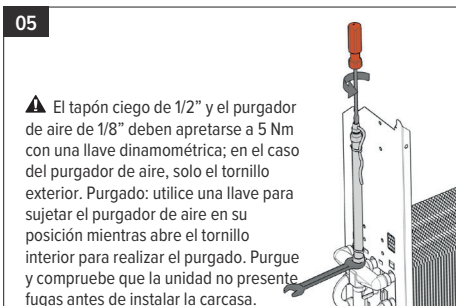 05
⚠ El tapón ciego de 1/2” y el purgador
de aire de 1/8” deben apretarse a 5 Nm
con una llave dinamométrica; en el caso
del purgador de aire, solo el tornillo
exterior. Purgado: utilice una llave para
sujetar el purgador de aire en su
posición mientras abre el tornillo
interior para realizar el purgado. Purgue
y compruebe que la unidad no presente
fugas antes de instalar la carcasa.